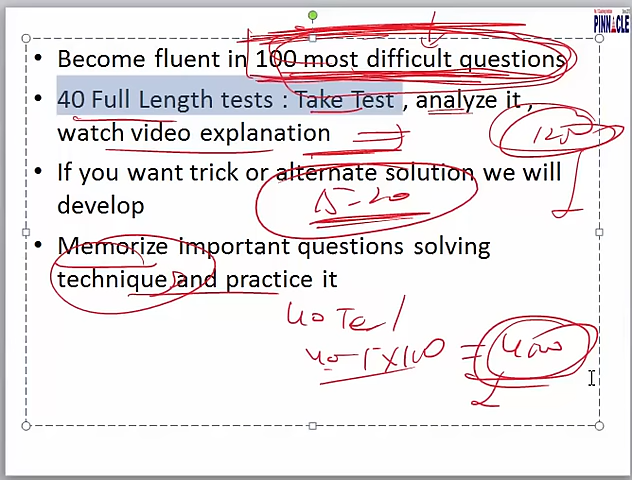 PINNACLE
• Become fluent in 100 most difficult questions
• 40 Full Length tests : Take Test , analyze it ,
watch video explanation
1200
• If you want trick or alternate solution we will
develop
15-20
• Memorize important questions solving
technique and practice it
40 Test
40 T X 100 = 4000